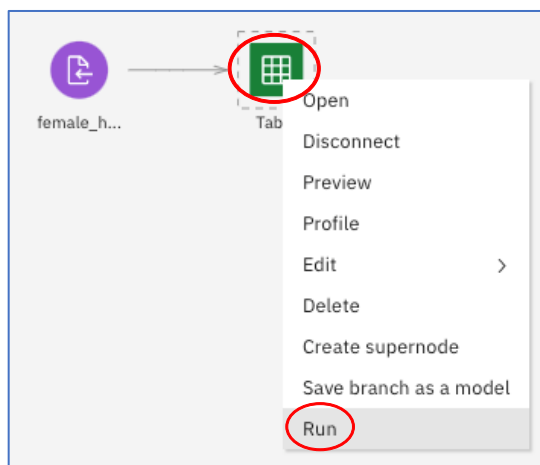 female_h...
Tab
Open
Disconnect
Preview
Profile
Edit
Delete
Create supernode
Save branch as a model
Run